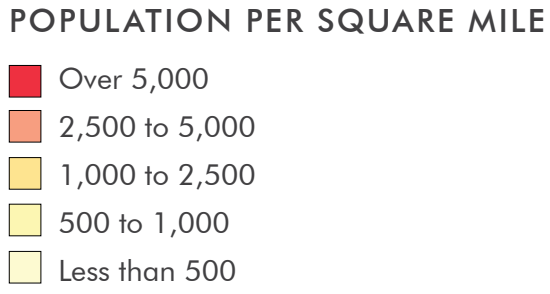 POPULATION PER SQUARE MILE
Over 5,000
2,500 to 5,000
1,000 to 2,500
500 to 1,000
Less than 500